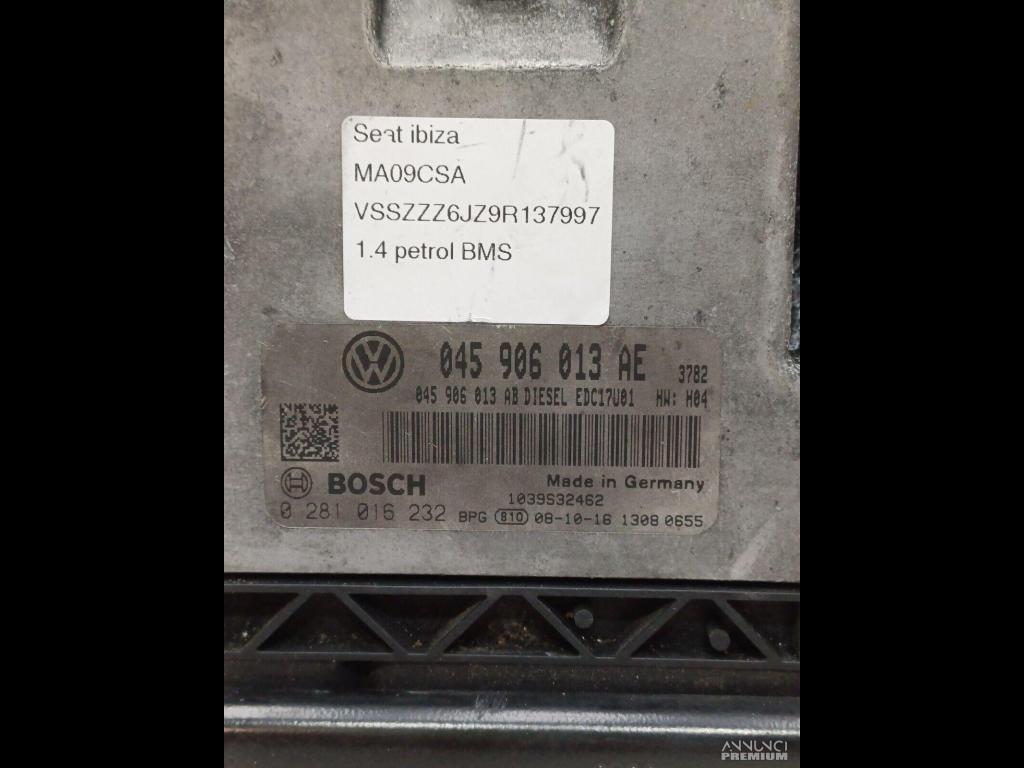 Seat ibiza
MA09CSA
VSSZZZ6JZ9R137997
1.4 petrol BMS
045 906 013 AE 3782
045 906 013 AB DIESEL EDC17U01 HW: H04
BOSCH
Made in Germany
1039S32462
0 281 016 232 BPG 810 08-10-16 1308 0655
ANNUNCI
PREMIUM